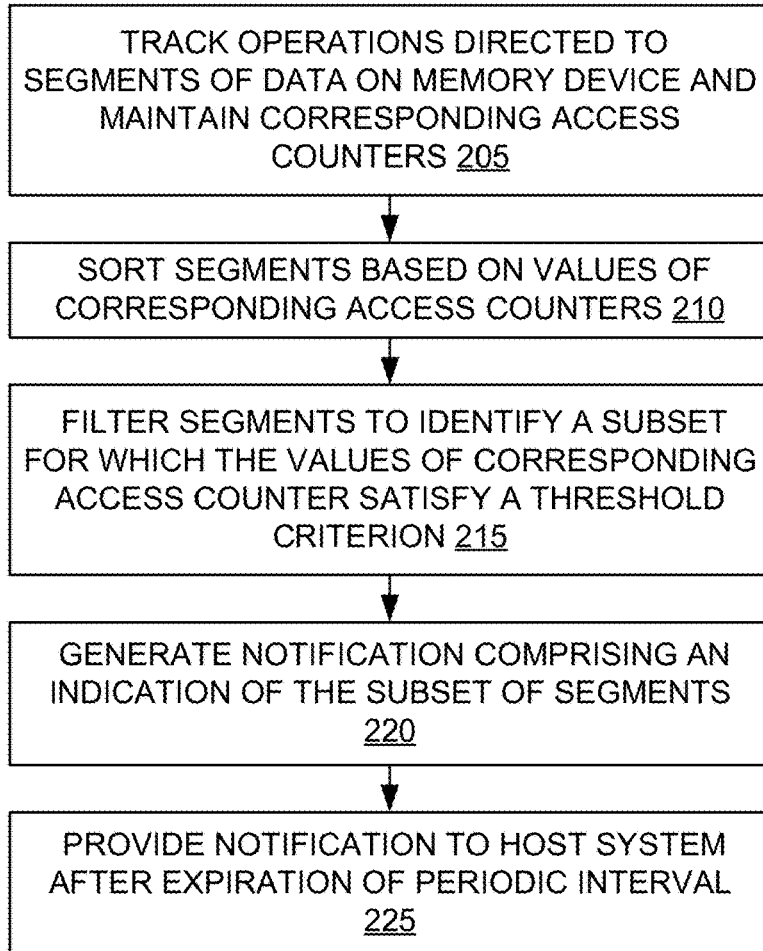 TRACK OPERATIONS DIRECTED TO
SEGMENTS OF DATA ON MEMORY DEVICE AND
MAINTAIN CORRESPONDING ACCESS
COUNTERS 205
SORT SEGMENTS BASED ON VALUES OF
CORRESPONDING ACCESS COUNTERS 210
FILTER SEGMENTS TO IDENTIFY A SUBSET
FOR WHICH THE VALUES OF CORRESPONDING
ACCESS COUNTER SATISFY A THRESHOLD
CRITERION 215
GENERATE NOTIFICATION COMPRISING AN
INDICATION OF THE SUBSET OF SEGMENTS
220
PROVIDE NOTIFICATION TO HOST SYSTEM
AFTER EXPIRATION OF PERIODIC INTERVAL
225